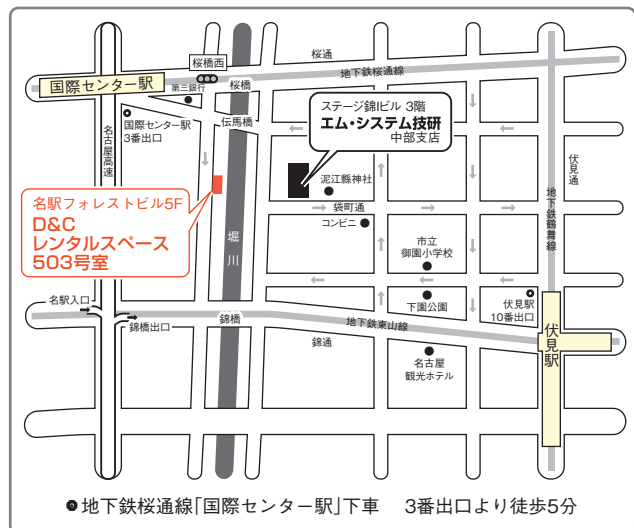 桜橋西
桜通
地下鉄桜通線
国際センター駅
第三銀行
桜橋
ステージ錦Ⅰビル 3階
エム・システム技研
中部支店
国際センター駅
3番出口
伝馬橋
名古屋高速
伏見通
地下鉄鶴舞線
泥江縣神社
名駅フォレストビル5F
D&C
レンタルスペース
503号室
袋町通
コンビニ
堀川
市立
御園小学校
名駅入口
下園公園
伏見駅
10番出口
錦橋出口
錦橋
地下鉄東山線
錦通
伏見駅
名古屋
観光ホテル
地下鉄桜通線「国際センター駅」下車 3番出口より徒歩5分